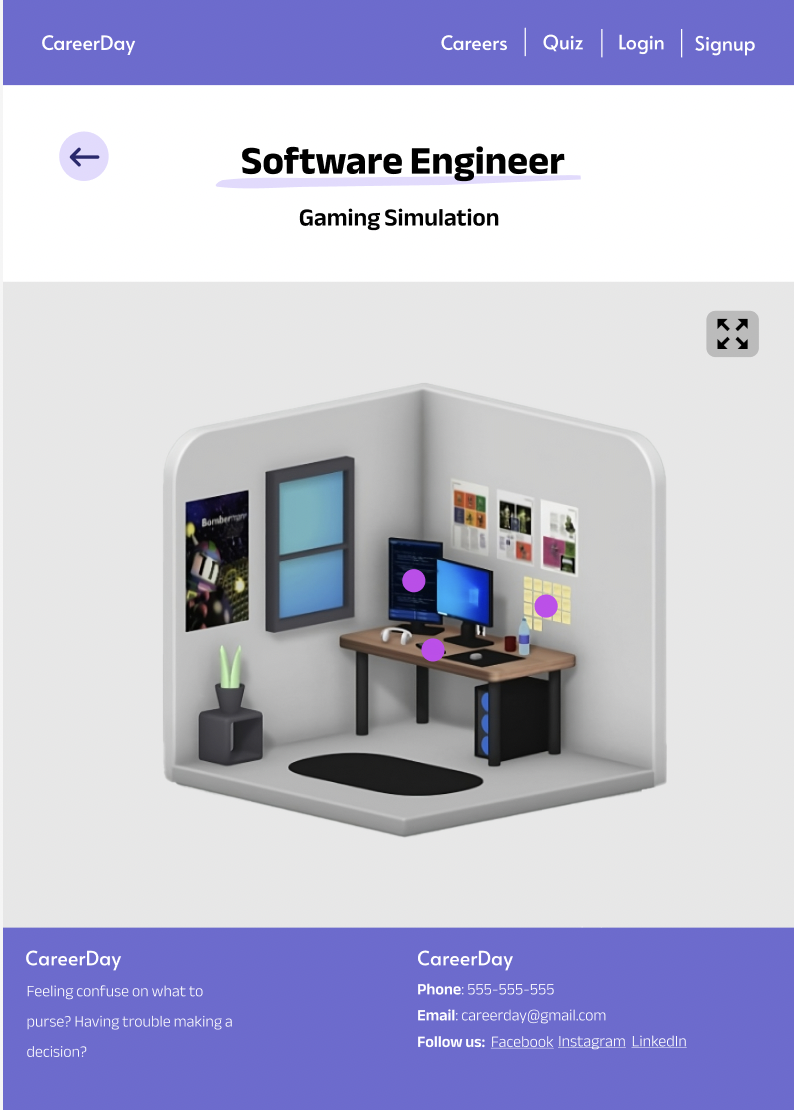 CareerDay
Careers Quiz Login Signup
Software Engineer
Gaming Simulation
CareerDay
Feeling confuse on what to
purse? Having trouble making a
decision?
CareerDay
Phone: 555-555-555
Email: careerday@gmail.com
Follow us: Facebook Instagram LinkedIn